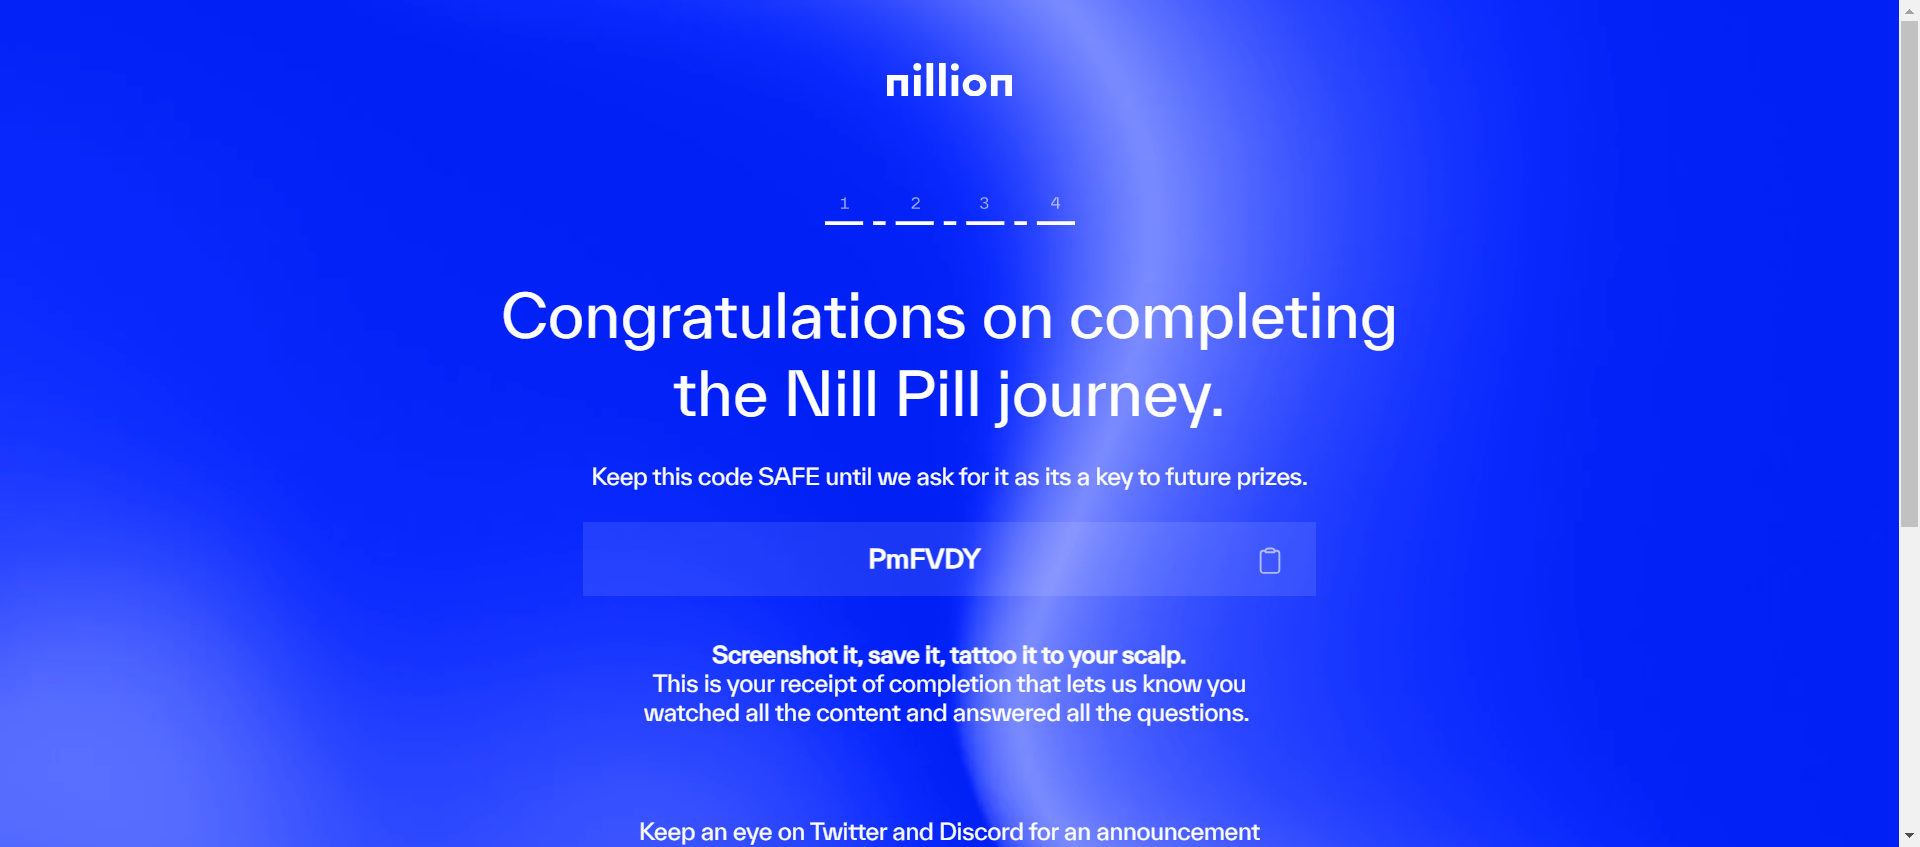 nillion
1 2 3 4
Congratulations on completing
the Nill Pill journey.
Keep this code SAFE until we ask for it as its a key to future prizes.
PmFVDY
Screenshot it, save it, tattoo it to your scalp.
This is your receipt of completion that lets us know you
watched all the content and answered all the questions.
Keep an eye on Twitter and Discord for an announcement